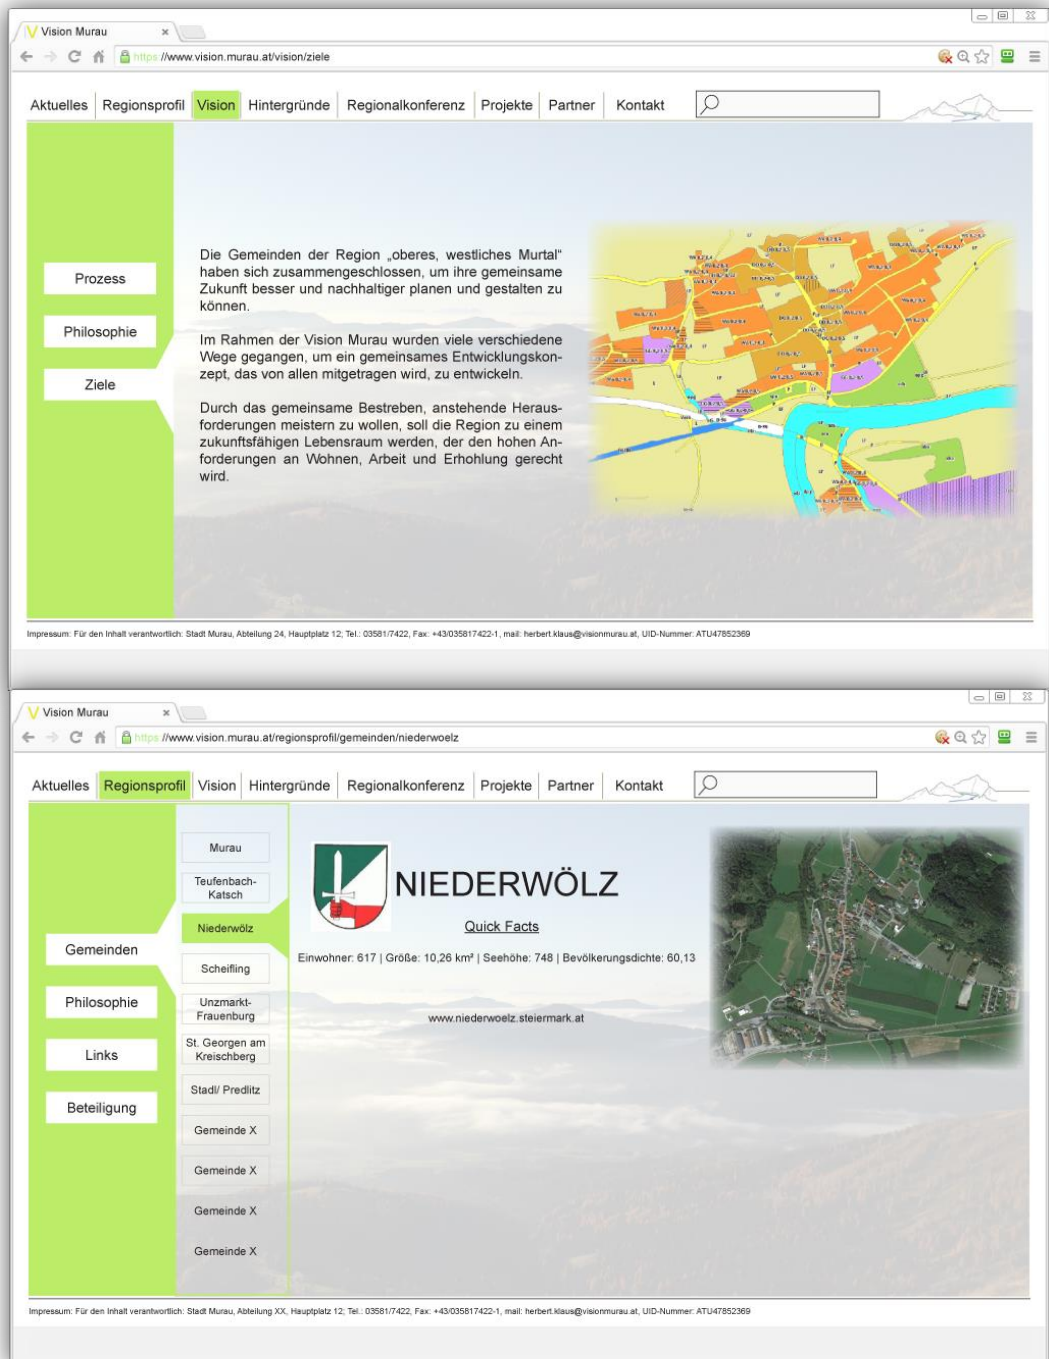 Vision Murau
https://www.vision.murau.at/vision/ziele
Aktuelles Regionsprofil Vision Hintergründe Regionalkonferenz Projekte Partner Kontakt
Prozess
Philosophie
Ziele
Die Gemeinden der Region „oberes, westliches Murtal“
haben sich zusammengeschlossen, um ihre gemeinsame
Zukunft besser und nachhaltiger planen und gestalten zu
können.
Im Rahmen der Vision Murau wurden viele verschiedene
Wege gegangen, um ein gemeinsames Entwicklungskon-
zept, das von allen mitgetragen wird, zu entwickeln.
Durch das gemeinsame Bestreben, anstehende Heraus-
forderungen meistern zu wollen, soll die Region zu einem
zukunftsfähigen Lebensraum werden, der den hohen An-
forderungen an Wohnen, Arbeit und Erhohlung gerecht
wird.
Impressum: Für den Inhalt verantwortlich: Stadt Murau, Abteilung 24, Hauptplatz 12; Tel.: 03581/7422, Fax: +43/035817422-1, mail: herbert.klaus@visionmurau.at, UID-Nummer: ATU47852369
Vision Murau
https://www.vision.murau.at/regionsprofil/gemeinden/niederwoelz
Aktuelles Regionsprofil Vision Hintergründe Regionalkonferenz Projekte Partner Kontakt
Gemeinden
Philosophie
Links
Beteiligung
Murau
Teufenbach-
Katsch
Niederwölz
Scheifling
Unzmarkt-
Frauenburg
St. Georgen am
Kreischberg
Stadl/ Predlitz
Gemeinde X
Gemeinde X
Gemeinde X
Gemeinde X
NIEDERWÖLZ
Quick Facts
Einwohner: 617 | Größe: 10,26 km² | Seehöhe: 748 | Bevölkerungsdichte: 60,13
www.niederwoelz.steiermark.at
Impressum: Für den Inhalt verantwortlich: Stadt Murau, Abteilung XX, Hauptplatz 12; Tel.: 03581/7422, Fax: +43/035817422-1, mail: herbert.klaus@visionmurau.at, UID-Nummer: ATU47852369